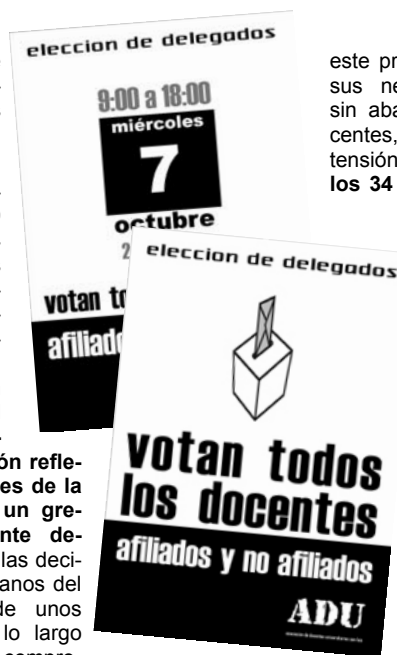 eleccion de delegados
9:00 a 18:00
miércoles
7
octubre
2
votan to
afiliado
eleccion de delegados
votan todos
los docentes
afiliados y no afiliados
ADU
este pr
sus ne
sin aba
centes,
tensión
los 34
ón refle-
es de la
un gre-
nte de-
las deci-
anos del
de unos
lo largo